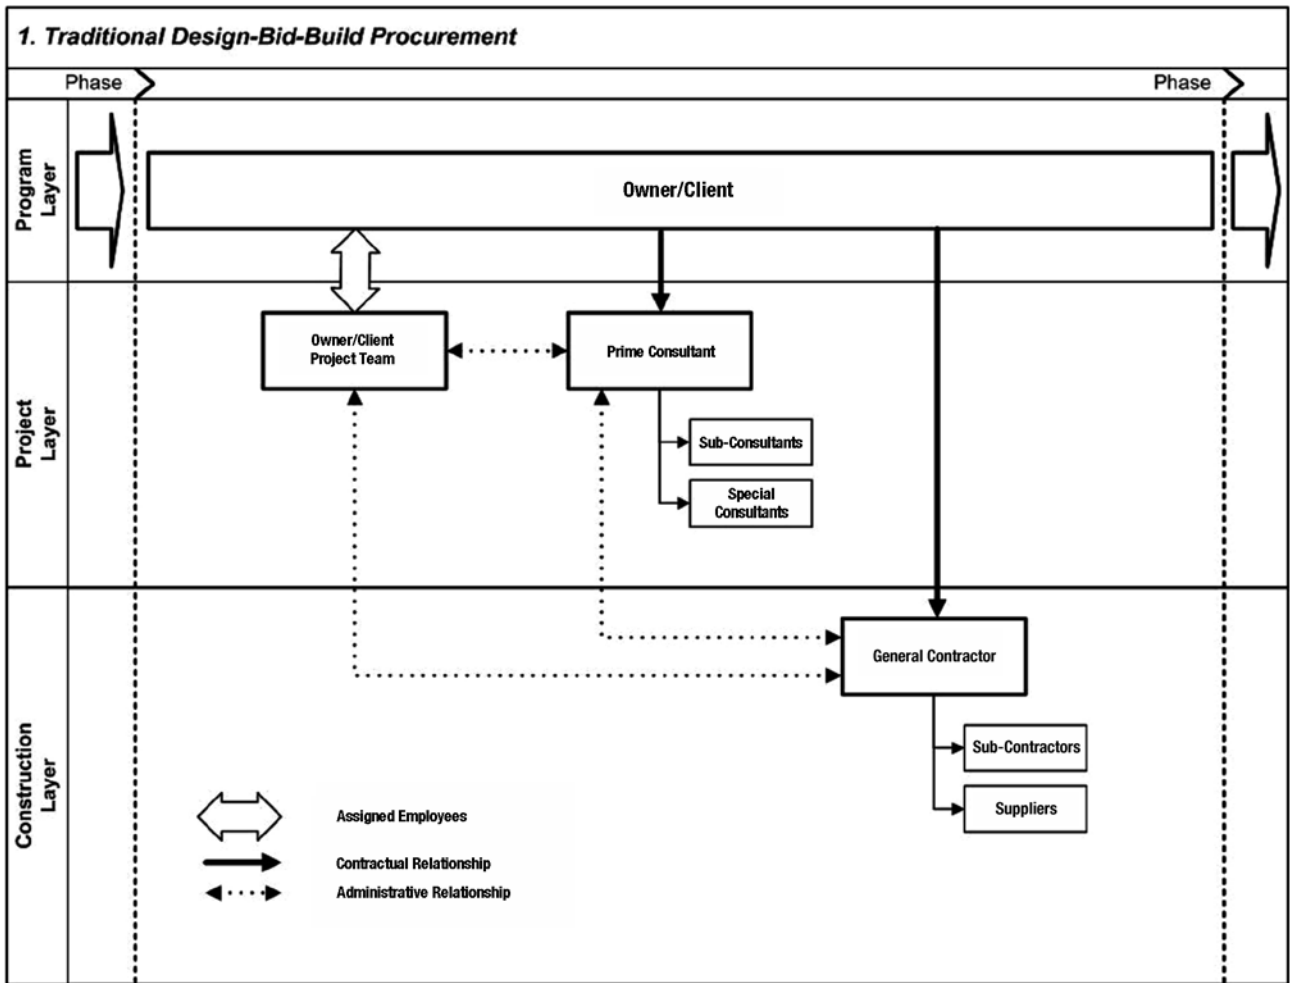 1. Traditional Design-Bid-Build Procurement
Phase
Phase
Program
Layer
Owner/Client
Project
Layer
Owner/Client
Project Team
Prime Consultant
Sub-Consultants
Special
Consultants
Construction
Layer
General Contractor
Sub-Contractors
Suppliers
Assigned Employees
Contractual Relationship
Administrative Relationship